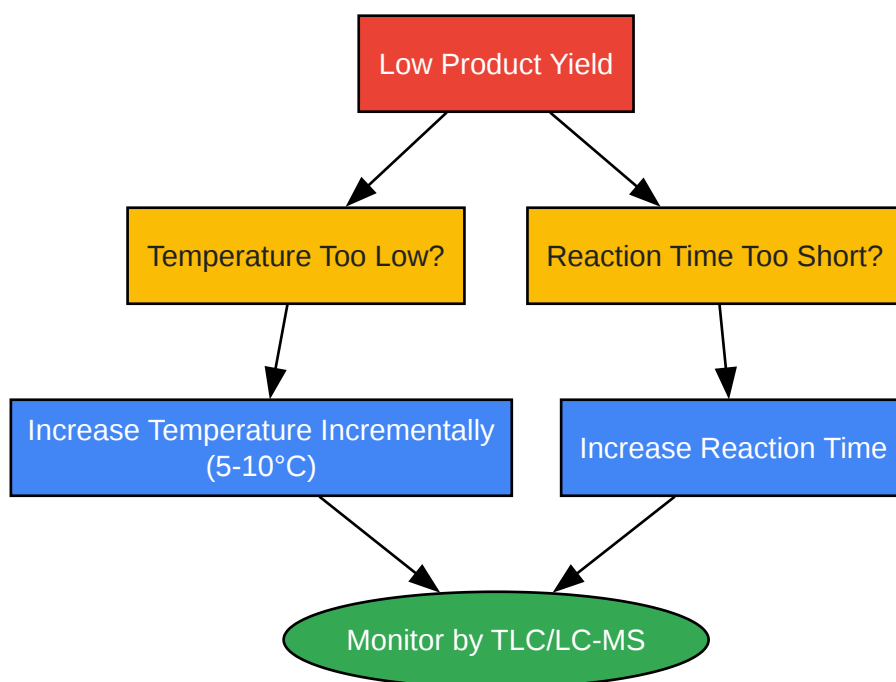 Low Product Yield
Temperature Too Low?
Reaction Time Too Short?
Increase Temperature Incrementally
(5-10°C)
Increase Reaction Time
Monitor by TLC/LC-MS